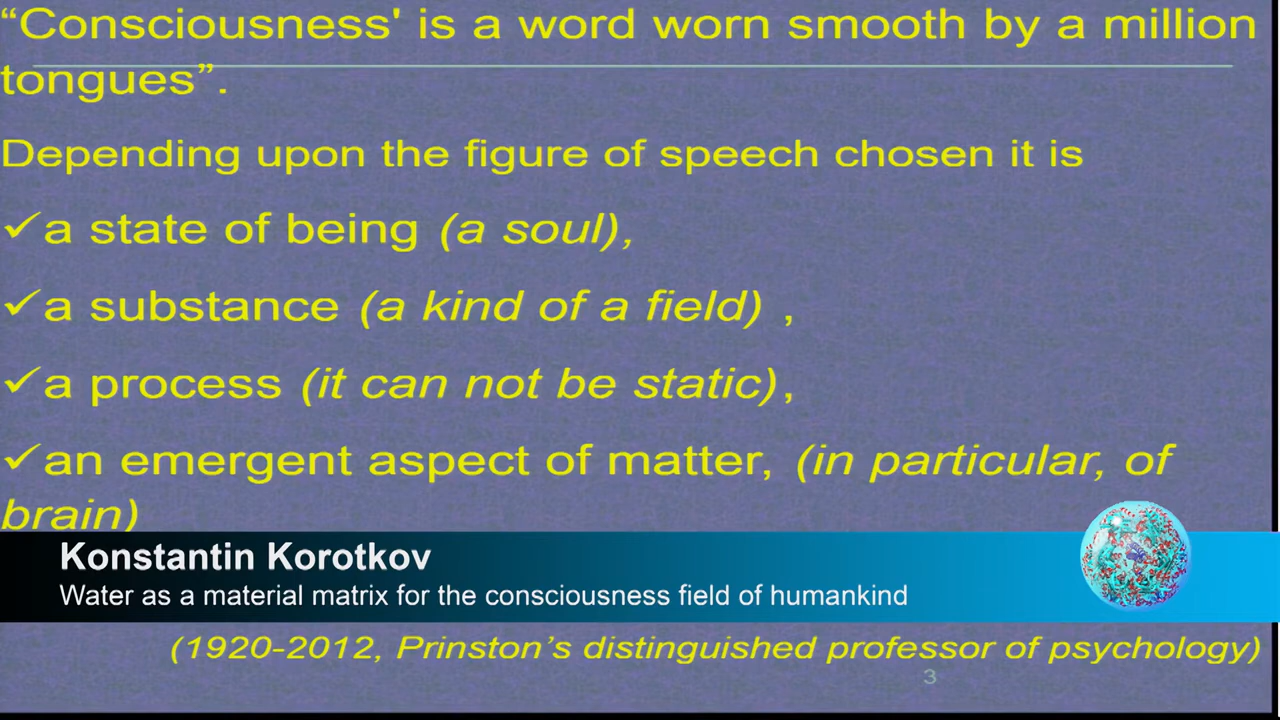 “Consciousness' is a word worn smooth by a million
tongues”.
Depending upon the figure of speech chosen it is
✓a state of being (a soul),
✓a substance (a kind of a field) ,
✓a process (it can not be static),
✓an emergent aspect of matter, (in particular, of
brain)
Konstantin Korotkov
Water as a material matrix for the consciousness field of humankind
(1920-2012, Prinston’s distinguished professor of psychology)
3